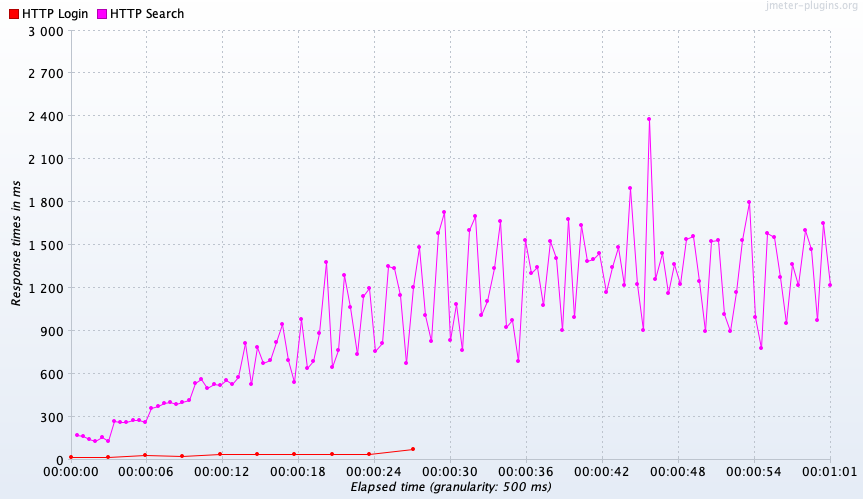 jmeter-plugins.org
HTTP Login HTTP Search
3 000
2 700
2 400
2 100
1 800
1 500
1 200
900
600
300
0
Response times in ms
00:00:00 00:00:06 00:00:12 00:00:18 00:00:24 00:00:30 00:00:36 00:00:42 00:00:48 00:00:54 00:01:01
Elapsed time (granularity: 500 ms)